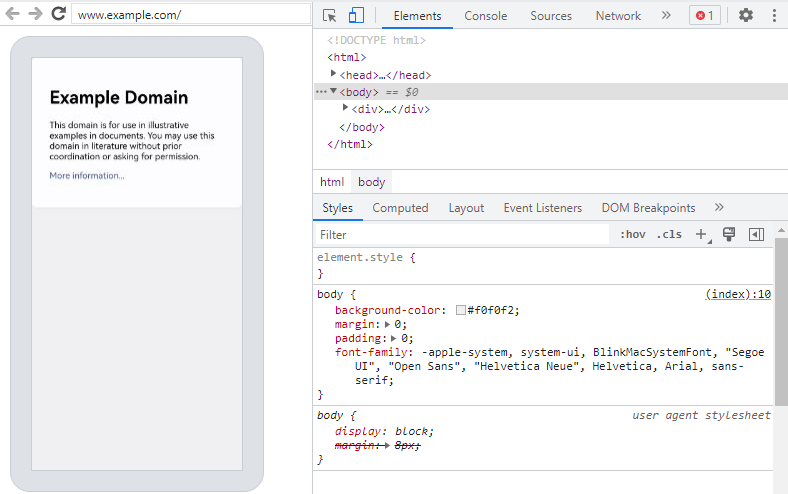 www.example.com/
Elements Console Sources Network » 1
<!DOCTYPE html>
<html>
<head>…</head>
<body> == $0
<div>…</div>
</body>
</html>
html body
Styles Computed Layout Event Listeners DOM Breakpoints »
Filter :hov .cls
element.style {
}
body { (index):10
background-color: #f0f0f2;
margin: 0;
padding: 0;
font-family: -apple-system, system-ui, BlinkMacSystemFont, "Segoe
UI", "Open Sans", "Helvetica Neue", Helvetica, Arial, sans-
serif;
}
body { user agent stylesheet
display: block;
margin: 8px;
}
Example Domain
This domain is for use in illustrative
examples in documents. You may use this
domain in literature without prior
coordination or asking for permission.
More information...